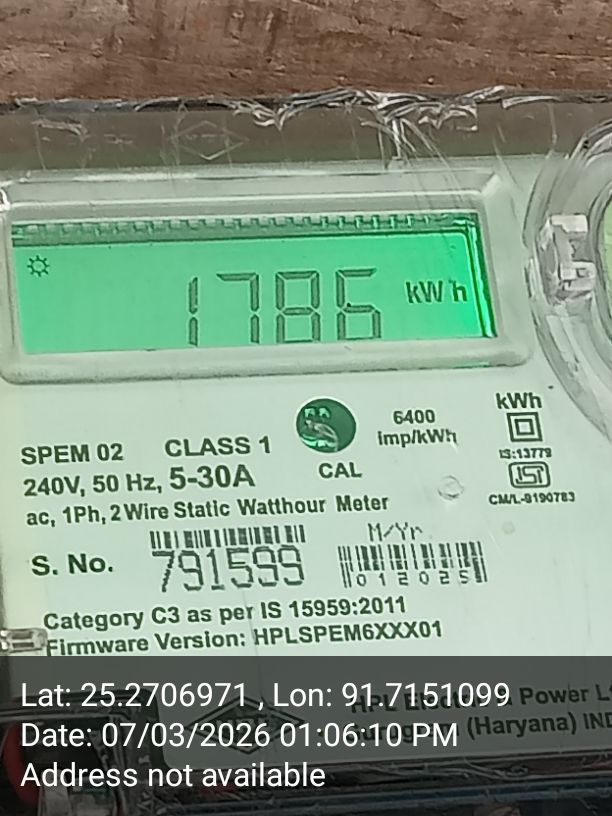 1786 kWh
kWh
6400
imp/kWh
IS:13779
SPEM 02 CLASS 1
CAL
240V, 50 Hz, 5-30A
CM/L-9190783
ac, 1Ph, 2 Wire Static Watthour Meter
M/Yr.
S. No. 791599 012025
Category C3 as per IS 15959:2011
Firmware Version: HPLSPEM6XXX01
HPL Power
(Haryana)
Lat: 25.2706971 , Lon: 91.7151099
Date: 07/03/2026 01:06:10 PM
Address not available